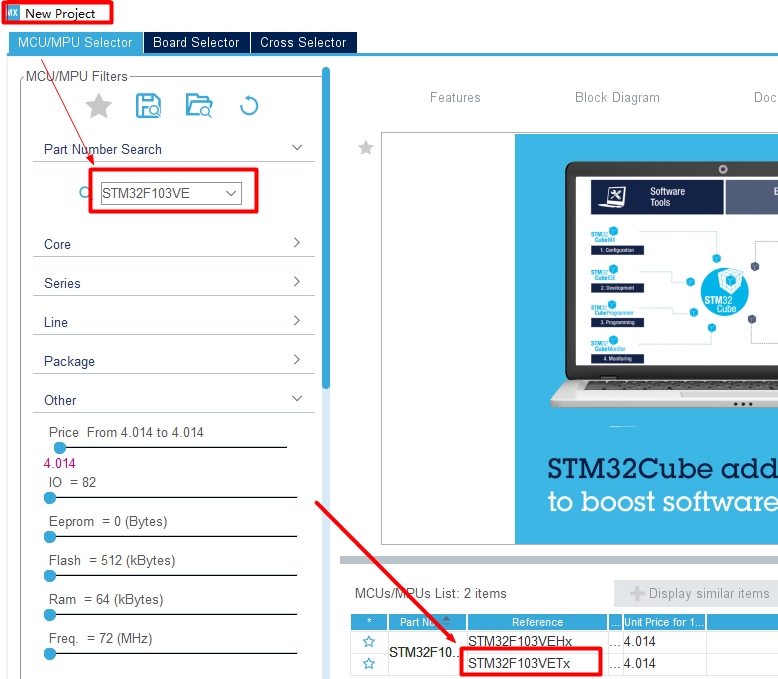 MX New Project
MCU/MPU Selector Board Selector Cross Selector
MCU/MPU Filters
Features Block Diagram Doc
Part Number Search
STM32F103VE
Core
Series
Line
Package
Other
Price From 4.014 to 4.014
4.014
IO = 82
Eeprom = 0 (Bytes)
Flash = 512 (kBytes)
Ram = 64 (kBytes)
Freq. = 72 (MHz)
Software
Tools
STM32
CubeMX
1. Configuration
STM32
CubeIDE
2. Development
STM32
CubeProgrammer
3. Programming
STM32
CubeMonitor
4. Monitoring
STM32
Cube
STM32Cube add
to boost software
MCUs/MPUs List: 2 items
Display similar items
* Part No Reference ... Unit Price for 1...
STM32F10...
STM32F103VEHx ... 4.014
STM32F103VETx ... 4.014